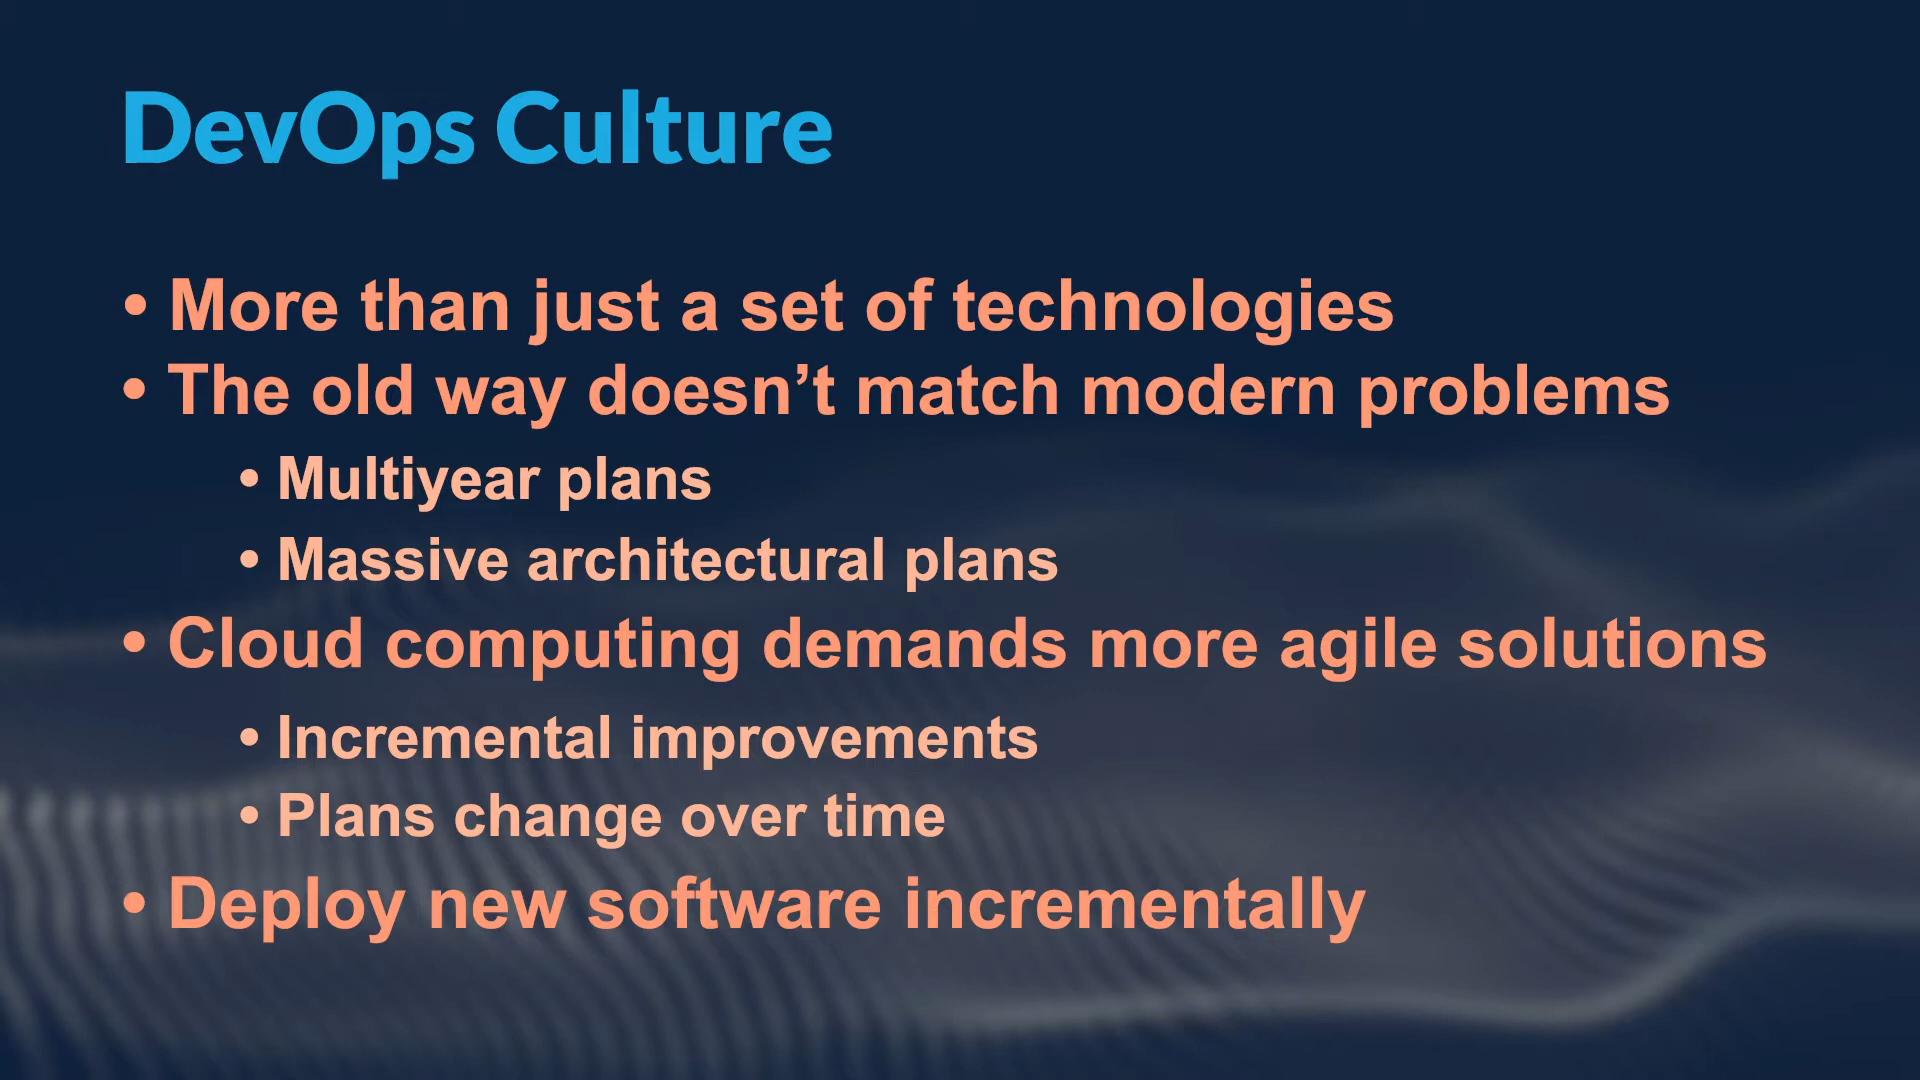 DevOps Culture
• More than just a set of technologies
• The old way doesn’t match modern problems
• Multiyear plans
• Massive architectural plans
• Cloud computing demands more agile solutions
• Incremental improvements
• Plans change over time
• Deploy new software incrementally